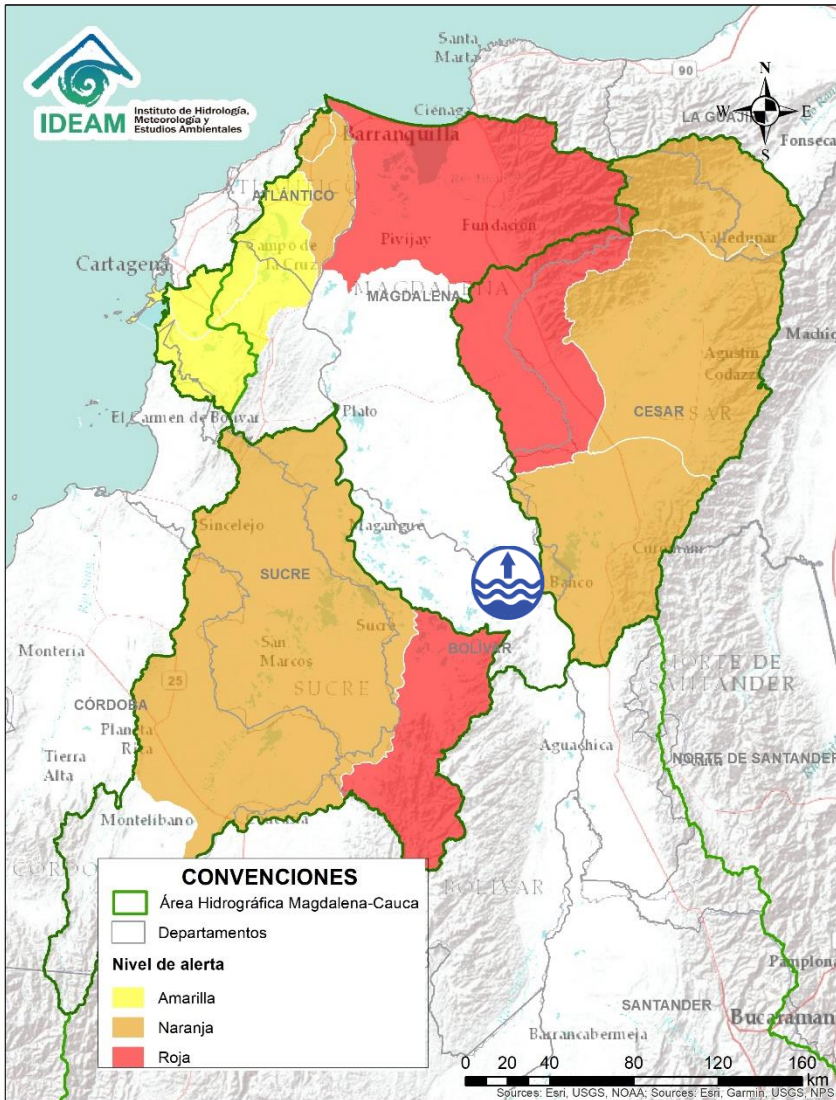 IDEAM
Instituto de Hidrología,
Meteorología y
Estudios Ambientales
Santa
Marta
90
N
W
E
S
LA GUAJIR
Fonseca
Ciénaga
Barranquilla
ATLÁNTICO
Campo de
la Cruz
Cartagena
Pivijay
Fundación
Valledupar
MAGDALENA
Agustín
Codazzi
CESAR
El Carmen de Bolívar
Plato
Sincelejo
Magangué
SUCRE
Banco
Sucre
San
Marcos
SUCRE
BOLÍVAR
Montería
25
CÓRDOBA
Planeta
Rica
Tierra
Alta
NORTE DE
SANTANDER
Aguachica
NORTE DE SANTANDER
Montelíbano
BOLÍVAR
Pamplona
SANTANDER
Bucaraman
Barrancabermeja
CONVENCIONES
Área Hidrográfica Magdalena-Cauca
Departamentos
Nivel de alerta
Amarilla
Naranja
Roja
0 20 40 80 120 160
km
Sources: Esri, USGS, NOAA; Sources: Esri, Garmin, USGS, NPS